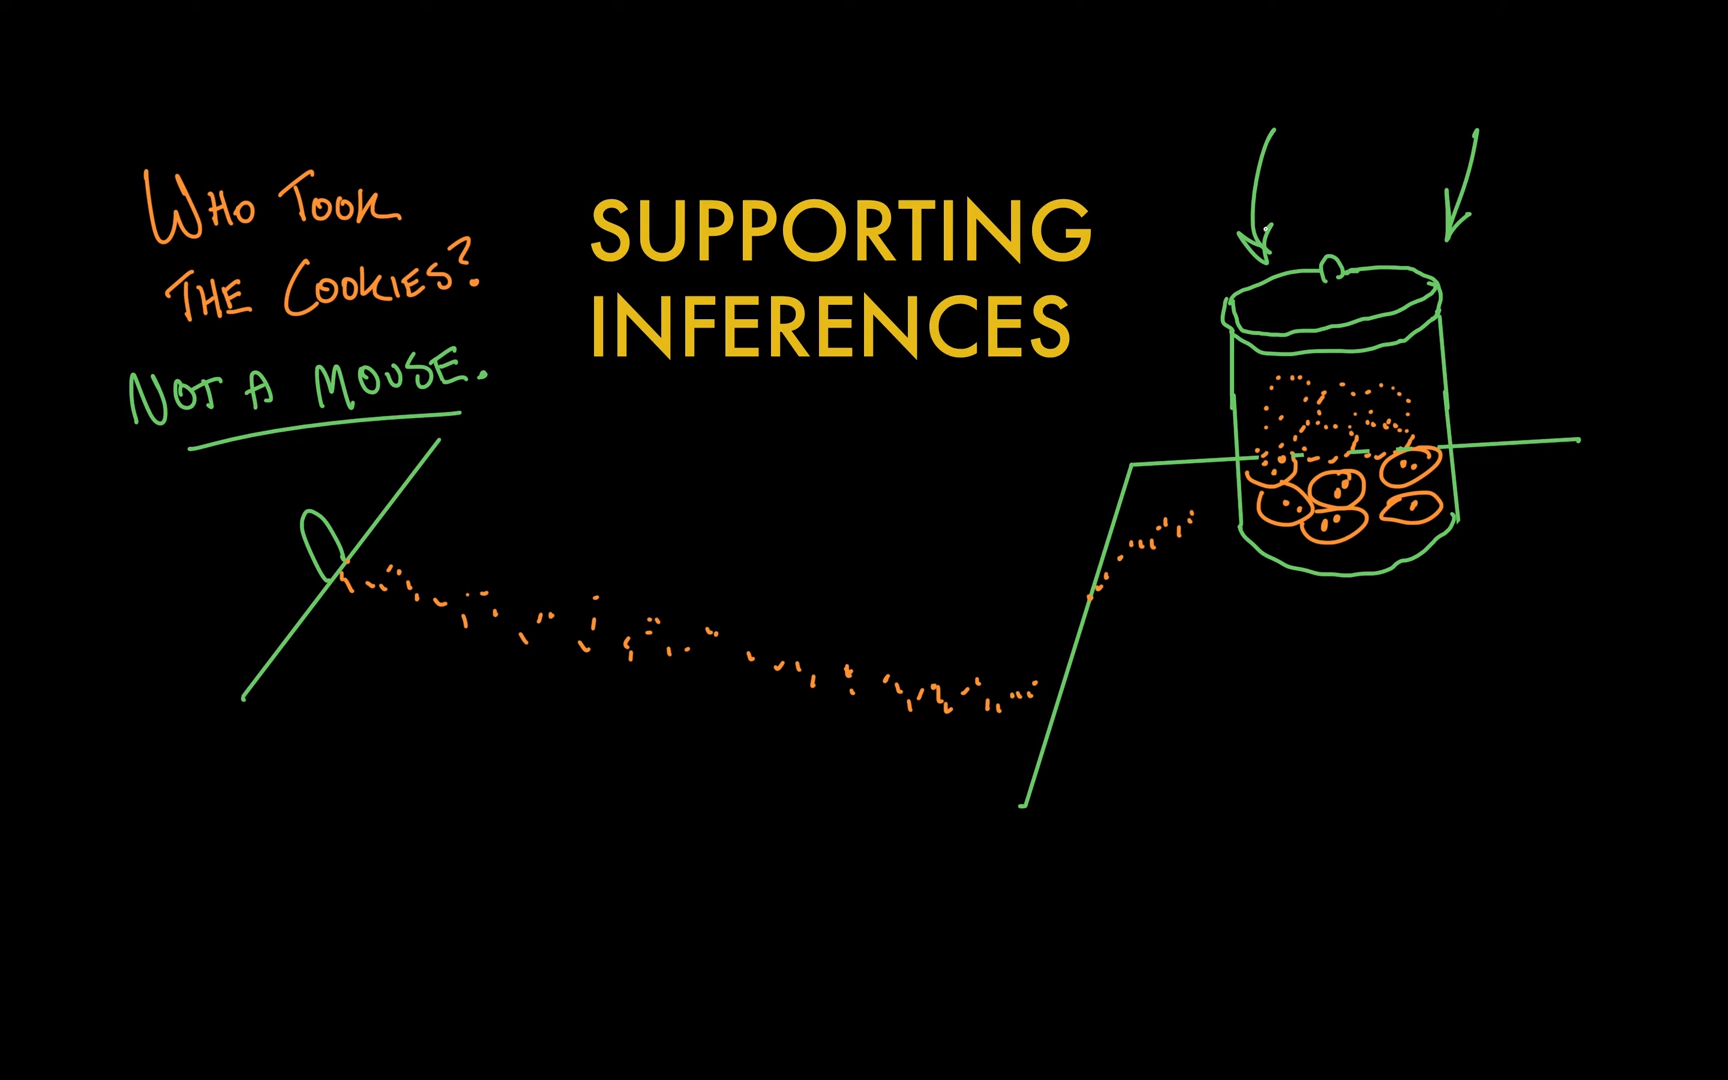 WHO TOOK
THE COOKIES?
NOT A MOUSE.
SUPPORTING
INFERENCES